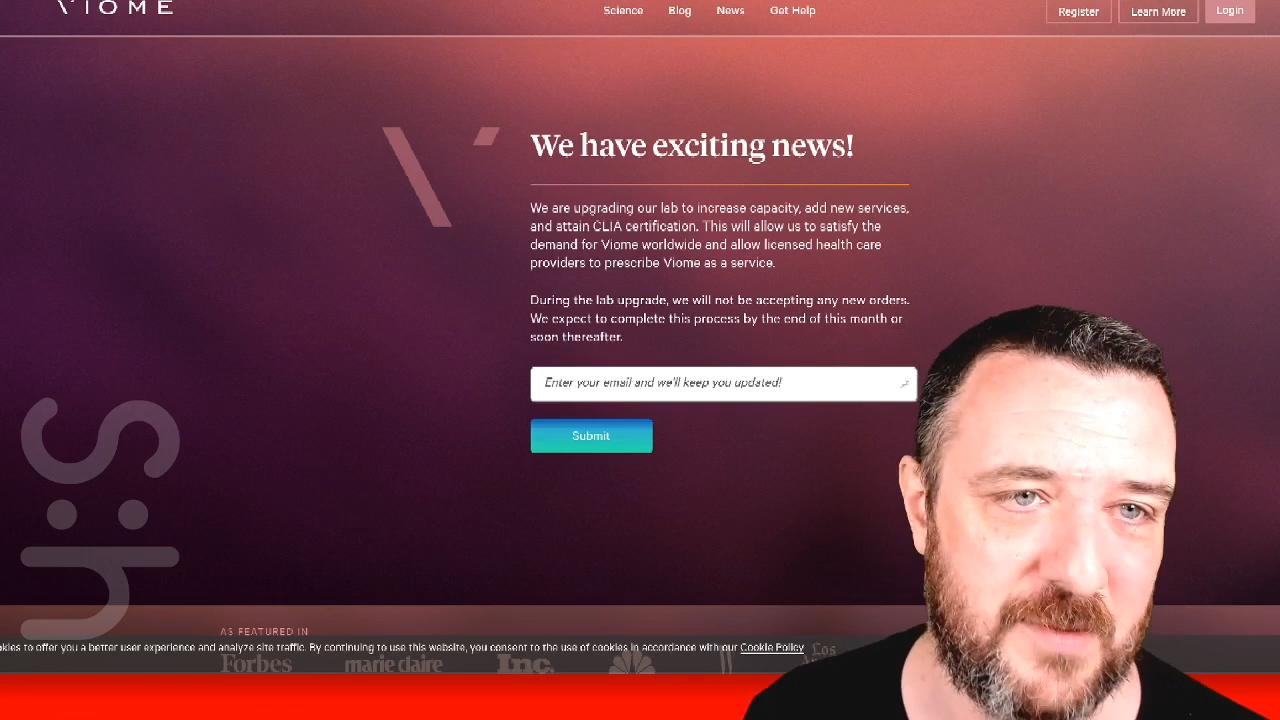 VIOME
Science
Blog
News
Get Help
Register
Learn More
Login
We have exciting news!
We are upgrading our lab to increase capacity, add new services,
and attain CLIA certification. This will allow us to satisfy the
demand for Viome worldwide and allow licensed health care
providers to prescribe Viome as a service.
During the lab upgrade, we will not be accepting any new orders.
We expect to complete this process by the end of this month or
soon thereafter.
Enter your email and we'll keep you updated!
Submit
AS FEATURED IN
to offer you a better user experience and analyze site traffic. By continuing to use this website, you consent to the use of cookies in accordance with our Cookie Policy
Forbes
marie claire
Inc.
Los